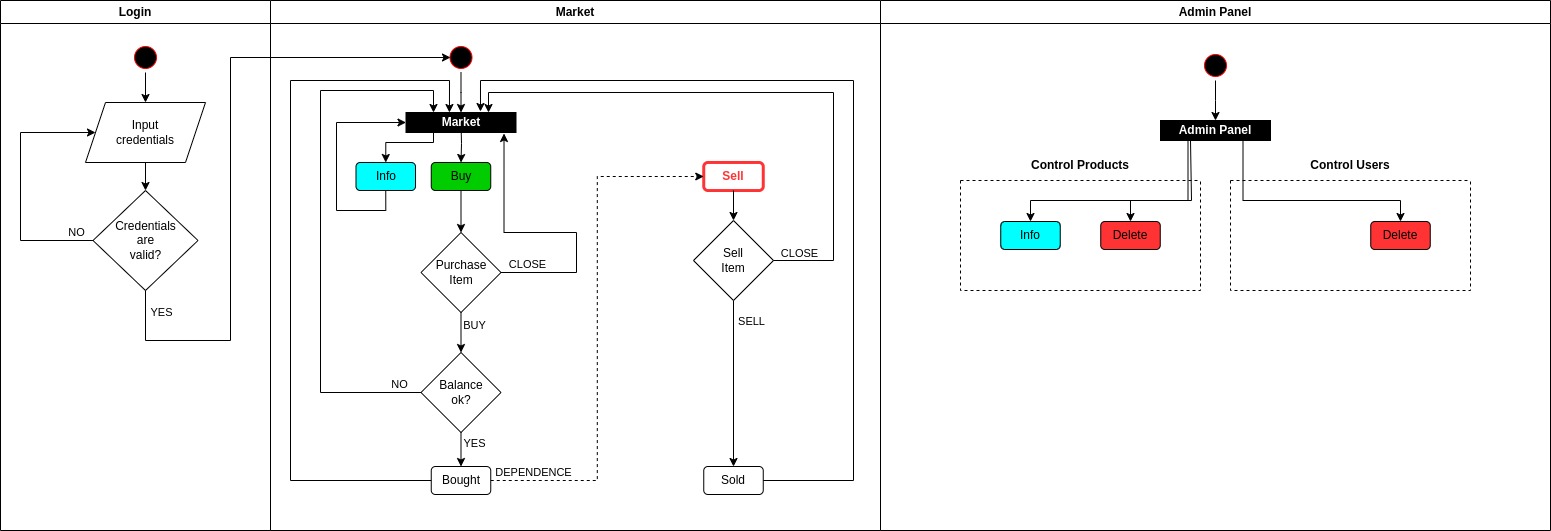 Login
Market
Admin Panel
Input
credentials
Credentials
are
valid?
NO
YES
Market
Info
Buy
Purchase
Item
CLOSE
BUY
Balance
ok?
NO
YES
Bought
DEPENDENCE
Sell
Sell
Item
CLOSE
SELL
Sold
Admin Panel
Control Products
Info
Delete
Control Users
Delete